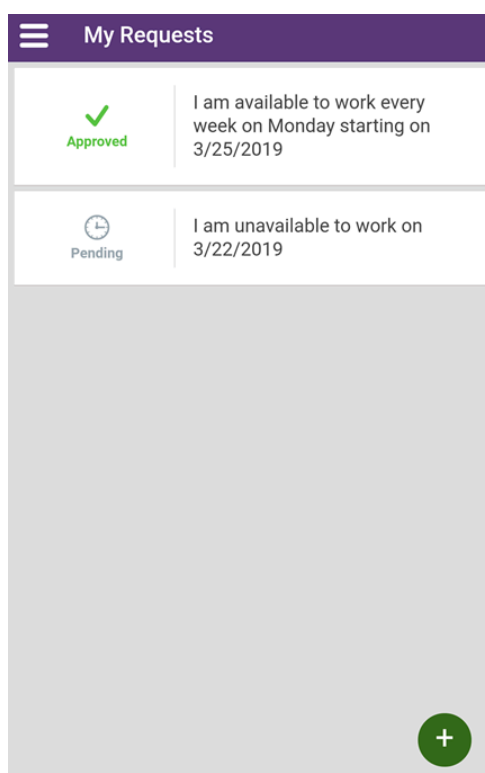 My Requests
Approved
I am available to work every
week on Monday starting on
3/25/2019
Pending
I am unavailable to work on
3/22/2019
+